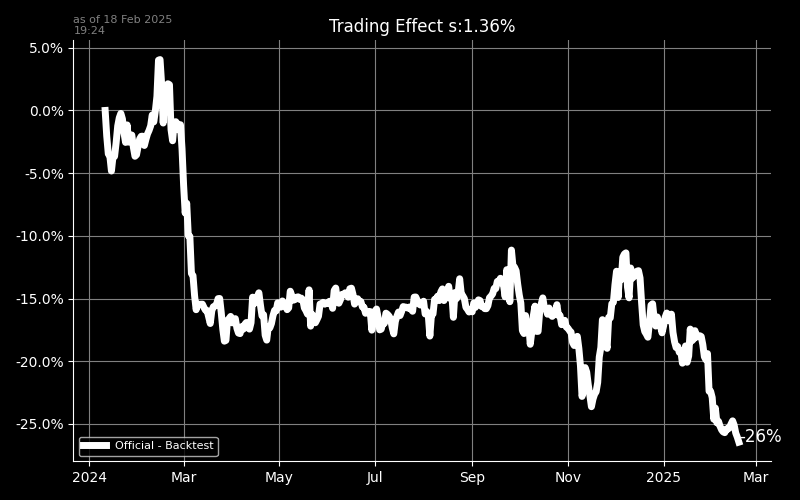 as of 18 Feb 2025
19:24
Trading Effect s:1.36%
5.0%
0.0%
-5.0%
-10.0%
-15.0%
-20.0%
-25.0%
-26%
Official - Backtest
2024 Mar May Jul Sep Nov 2025 Mar